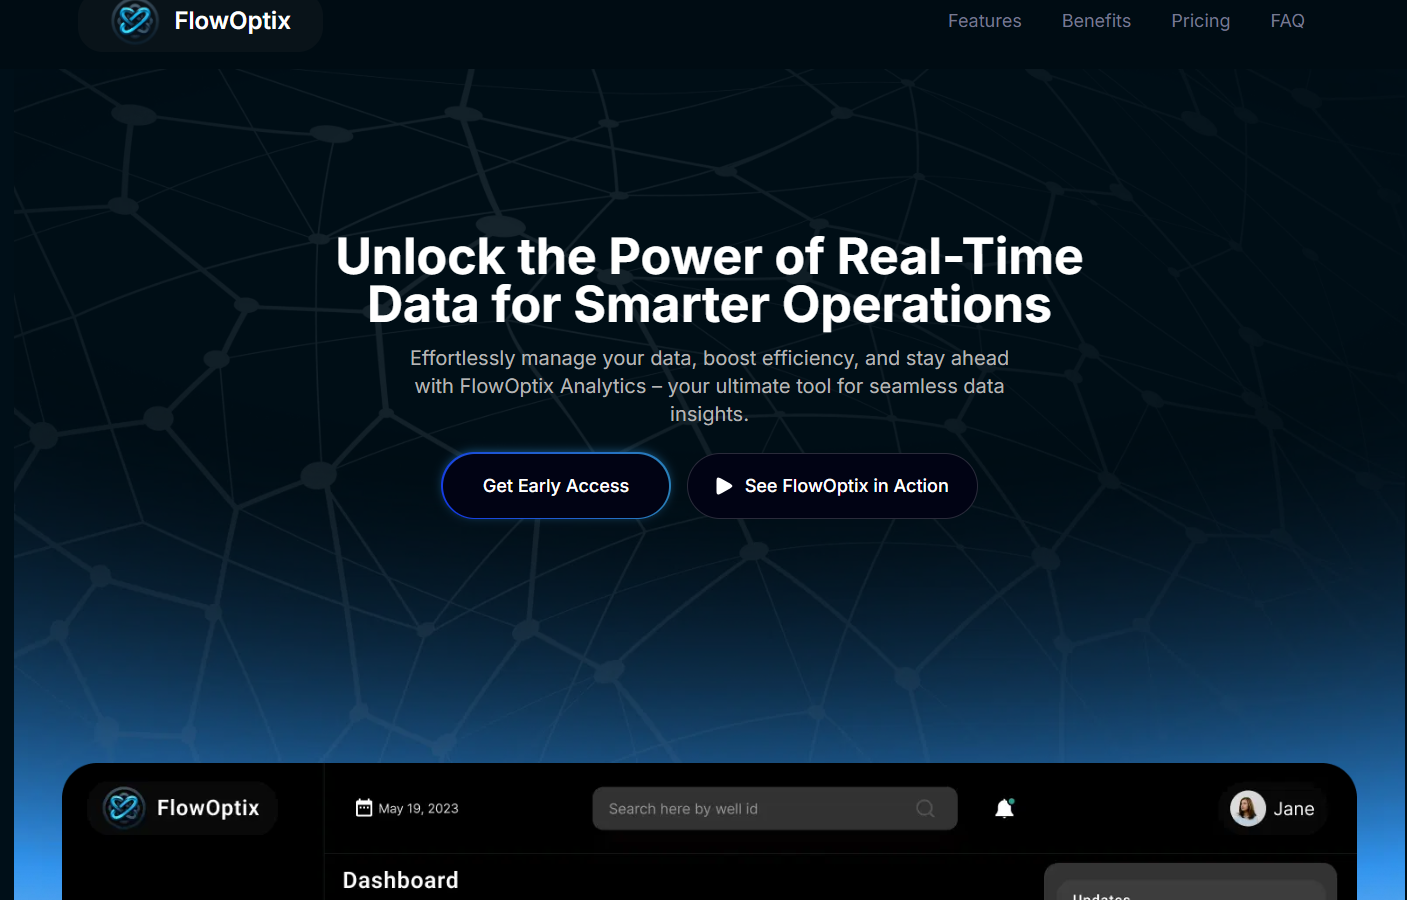 FlowOptix
Features
Benefits
Pricing
FAQ
Unlock the Power of Real-Time
Data for Smarter Operations
Effortlessly manage your data, boost efficiency, and stay ahead
with FlowOptix Analytics – your ultimate tool for seamless data
insights.
Get Early Access
See FlowOptix in Action
FlowOptix
May 19, 2023
Search here by well id
Jane
Dashboard
Updates